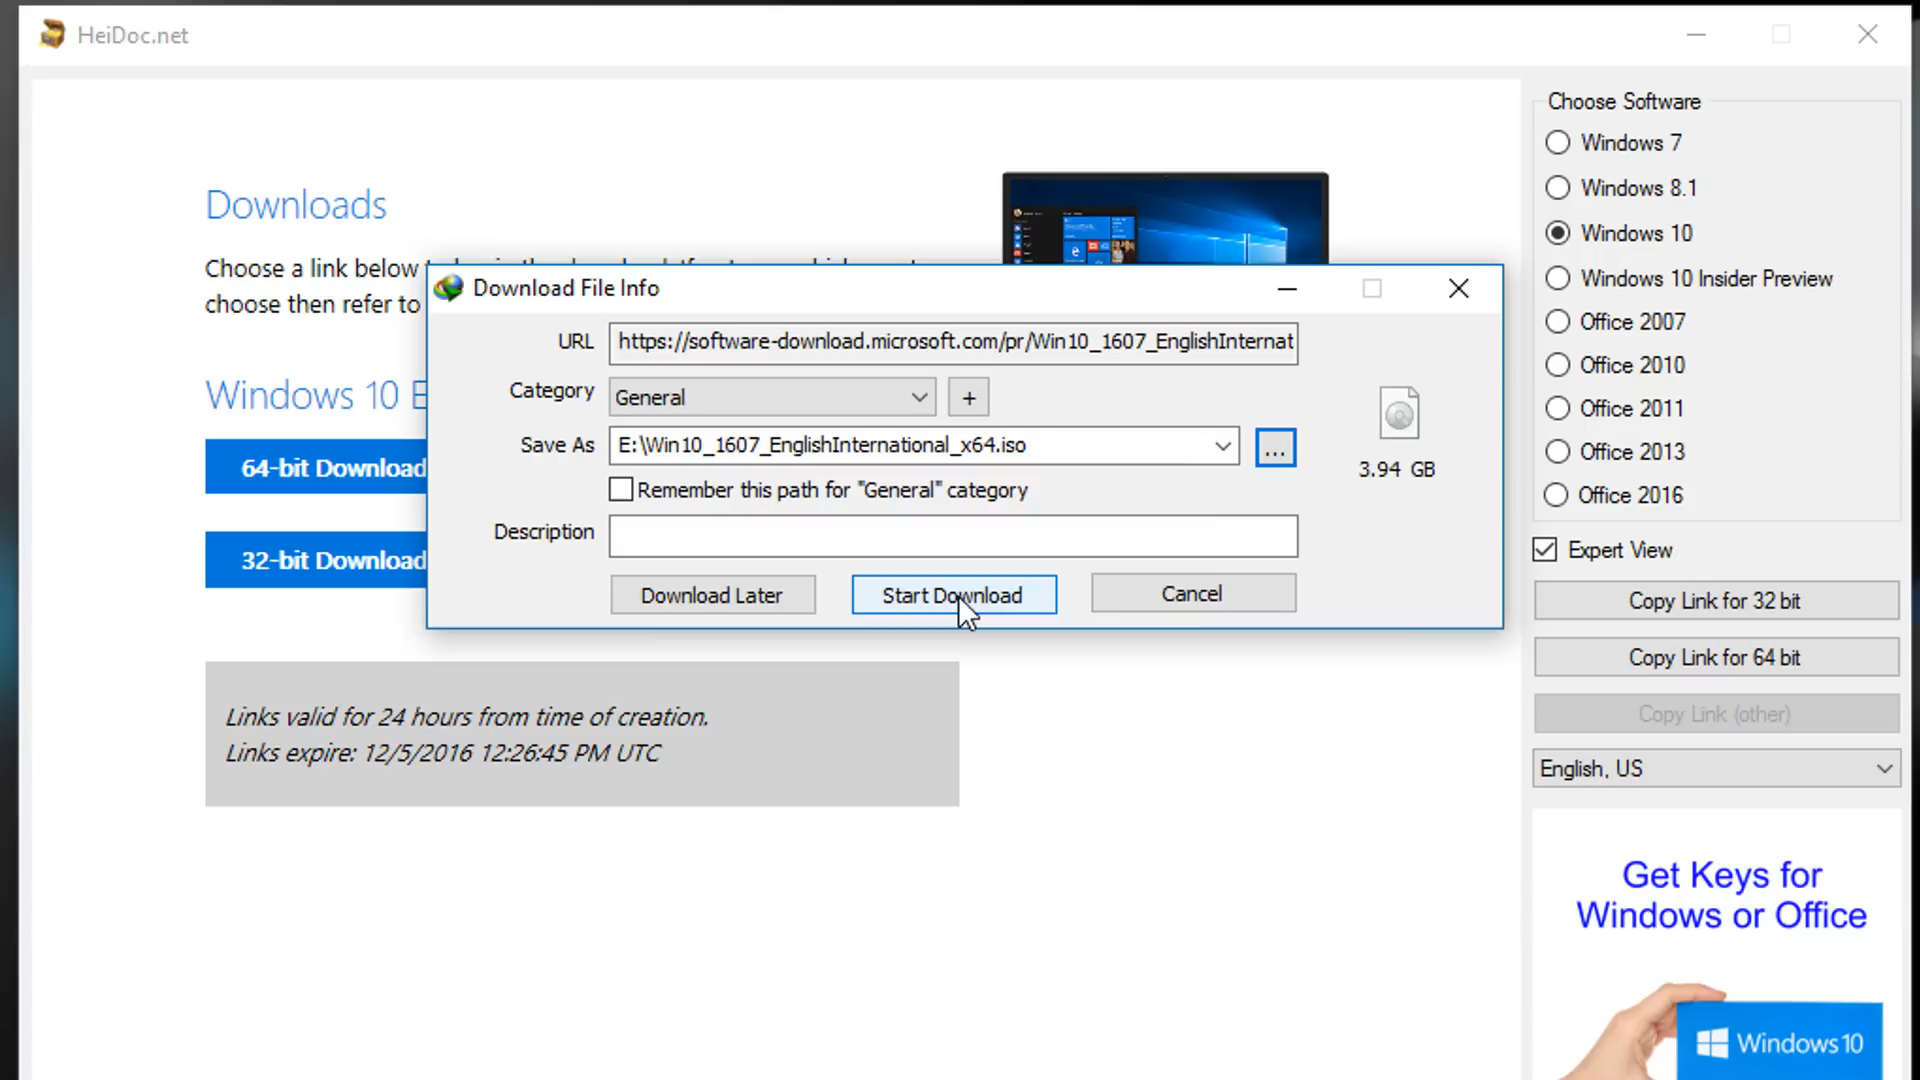 HeiDoc.net
Downloads
Choose a link below
choose then refer to
Windows 10 E
64-bit Download
32-bit Download
Links valid for 24 hours from time of creation.
Links expire: 12/5/2016 12:26:45 PM UTC
Download File Info
URL https://software-download.microsoft.com/pr/Win10_1607_EnglishInternat
Category General +
Save As E:\Win10_1607_EnglishInternational_x64.iso ...
3.94 GB
Remember this path for "General" category
Description
Download Later Start Download Cancel
Choose Software
Windows 7
Windows 8.1
Windows 10
Windows 10 Insider Preview
Office 2007
Office 2010
Office 2011
Office 2013
Office 2016
Expert View
Copy Link for 32 bit
Copy Link for 64 bit
Copy Link (other)
English, US
Get Keys for
Windows or Office
Windows 10